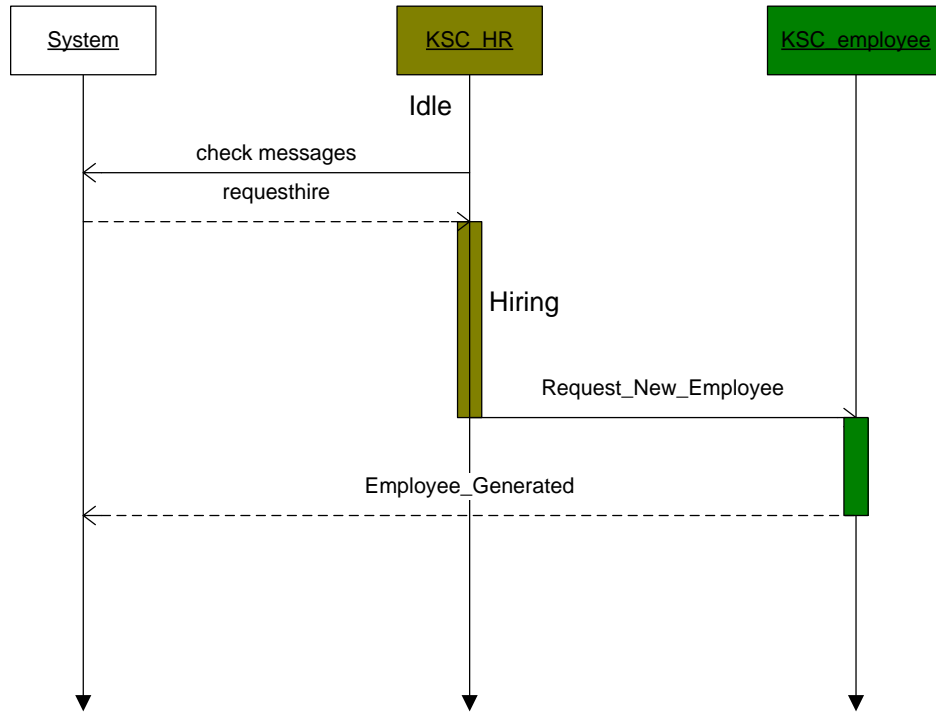 System
KSC_HR
KSC_employee
Idle
check messages
requesthire
Hiring
Request_New_Employee
Employee_Generated